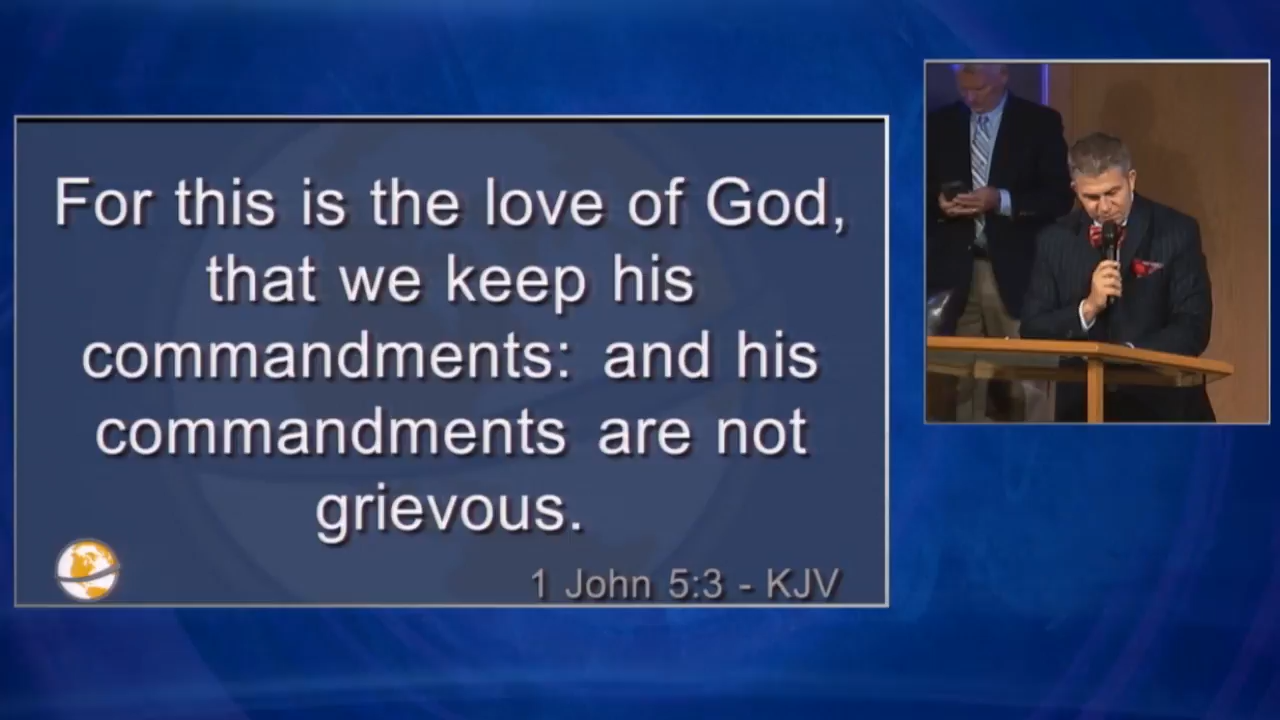 For this is the love of God,
that we keep his
commandments: and his
commandments are not
grievous.
1 John 5:3 - KJV